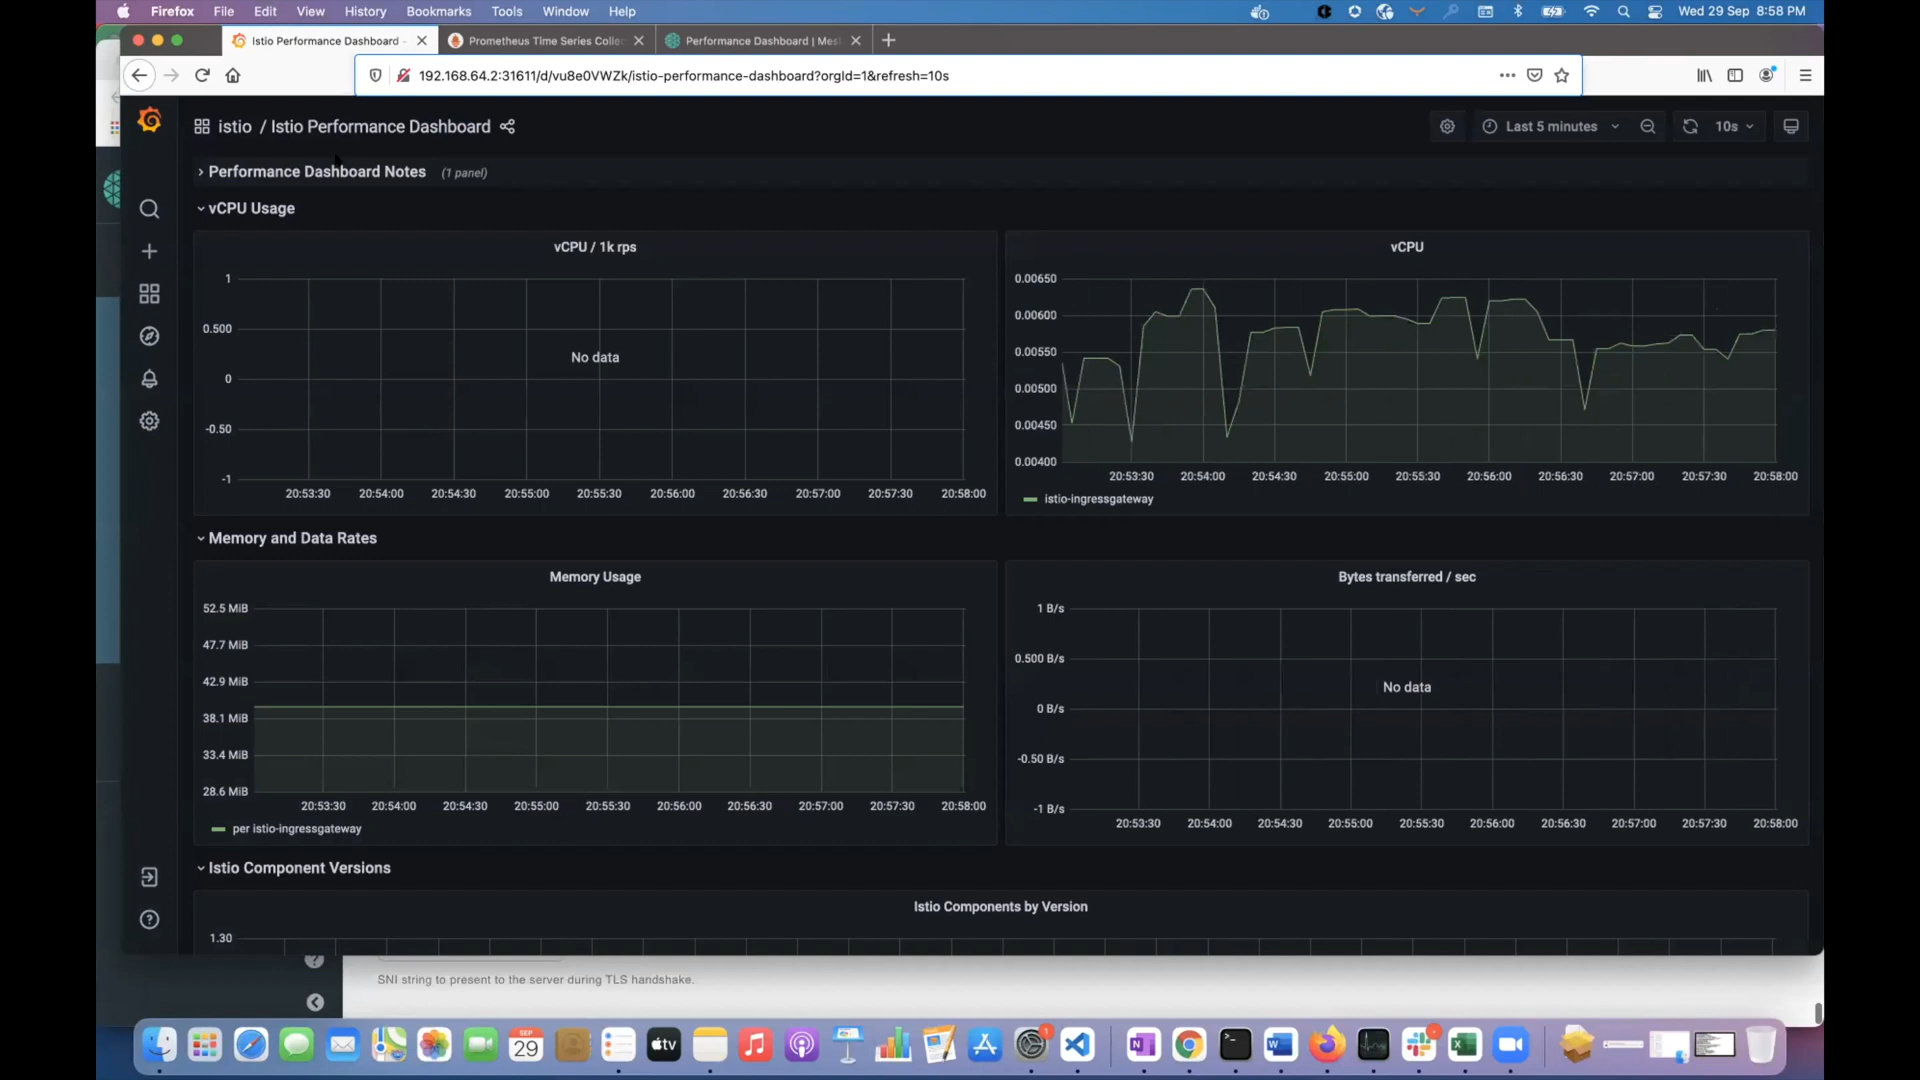 Firefox File Edit View History Bookmarks Tools Window Help Wed 29 Sep 8:58 PM
Istio Performance Dashboard - Prometheus Time Series Colle Performance Dashboard | Mes
192.168.64.2:31611/d/vu8e0VWZk/istio-performance-dashboard?orgId=1&refresh=10s
istio / Istio Performance Dashboard Last 5 minutes 10s
Performance Dashboard Notes (1 panel)
vCPU Usage
vCPU / 1k rps
1
0.500
0
-0.50
-1
No data
20:53:30 20:54:00 20:54:30 20:55:00 20:55:30 20:56:00 20:56:30 20:57:00 20:57:30 20:58:00
vCPU
0.00650
0.00600
0.00550
0.00500
0.00450
0.00400
20:53:30 20:54:00 20:54:30 20:55:00 20:55:30 20:56:00 20:56:30 20:57:00 20:57:30 20:58:00
istio-ingressgateway
Memory and Data Rates
Memory Usage
52.5 MiB
47.7 MiB
42.9 MiB
38.1 MiB
33.4 MiB
28.6 MiB
20:53:30 20:54:00 20:54:30 20:55:00 20:55:30 20:56:00 20:56:30 20:57:00 20:57:30 20:58:00
per istio-ingressgateway
Bytes transferred / sec
1 B/s
0.500 B/s
0 B/s
-0.50 B/s
-1 B/s
No data
20:53:30 20:54:00 20:54:30 20:55:00 20:55:30 20:56:00 20:56:30 20:57:00 20:57:30 20:58:00
Istio Component Versions
Istio Components by Version
1.30
SNI string to present to the server during TLS handshake.
SEP
29
tv
1